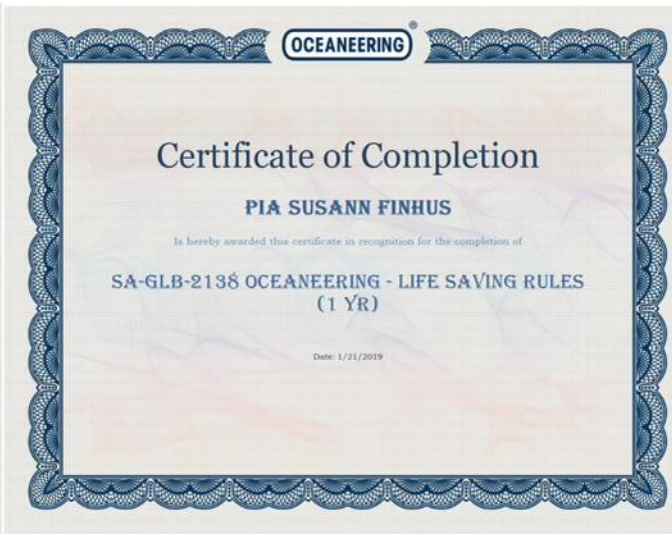 OCEANEERING®
Certificate of Completion
PIA SUSANN FINHUS
Is hereby awarded this certificate in recognition for the completion of
SA-GLB-2138 OCEANEERING - LIFE SAVING RULES
(1 YR)
Date: 1/21/2019